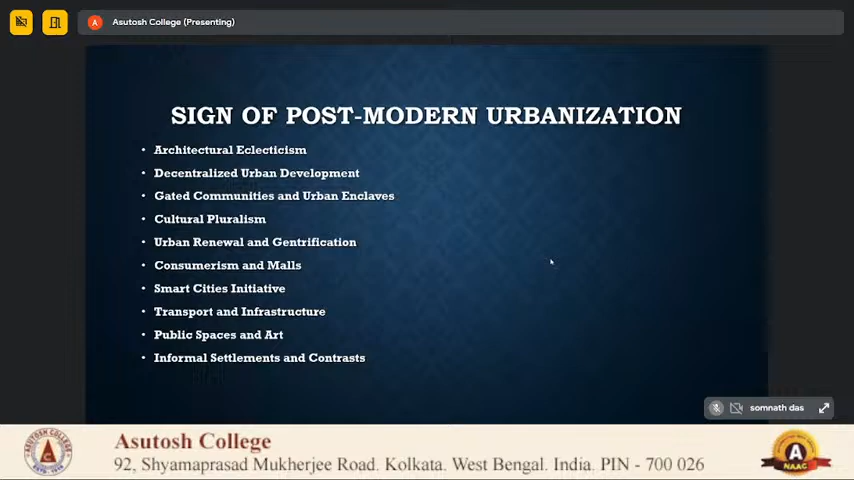 Asutosh College (Presenting)
SIGN OF POST-MODERN URBANIZATION
• Architectural Eclecticism
• Decentralized Urban Development
• Gated Communities and Urban Enclaves
• Cultural Pluralism
• Urban Renewal and Gentrification
• Consumerism and Malls
• Smart Cities Initiative
• Transport and Infrastructure
• Public Spaces and Art
• Informal Settlements and Contrasts
somnath das
Asutosh College
92, Shyamaprasad Mukherjee Road, Kolkata, West Bengal, India, PIN - 700 026
A
NAAC
ASUTOSH COLLEGE
A